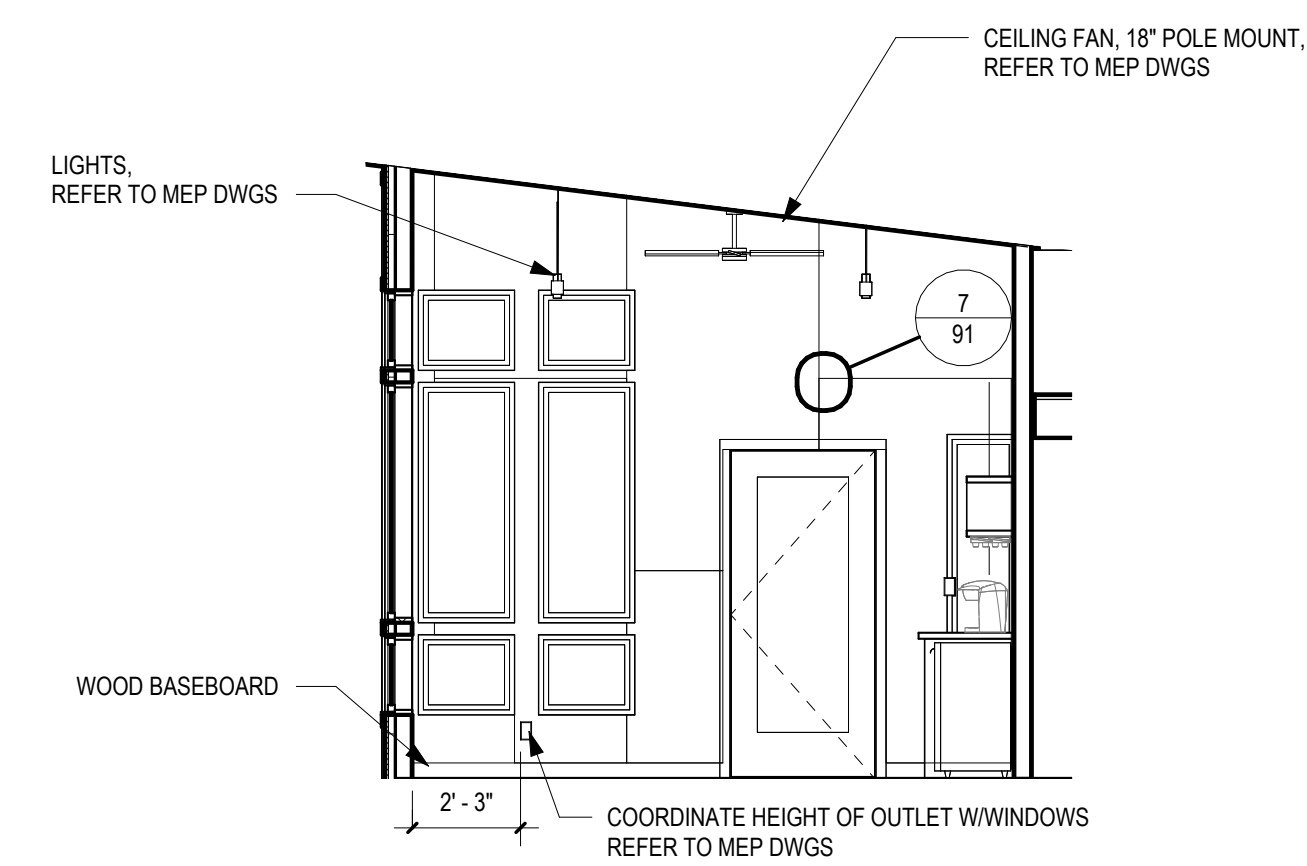 CEILING FAN, 18" POLE MOUNT,
REFER TO MEP DWGS
LIGHTS,
REFER TO MEP DWGS
7
91
WOOD BASEBOARD
2' - 3"
COORDINATE HEIGHT OF OUTLET W/WINDOWS
REFER TO MEP DWGS